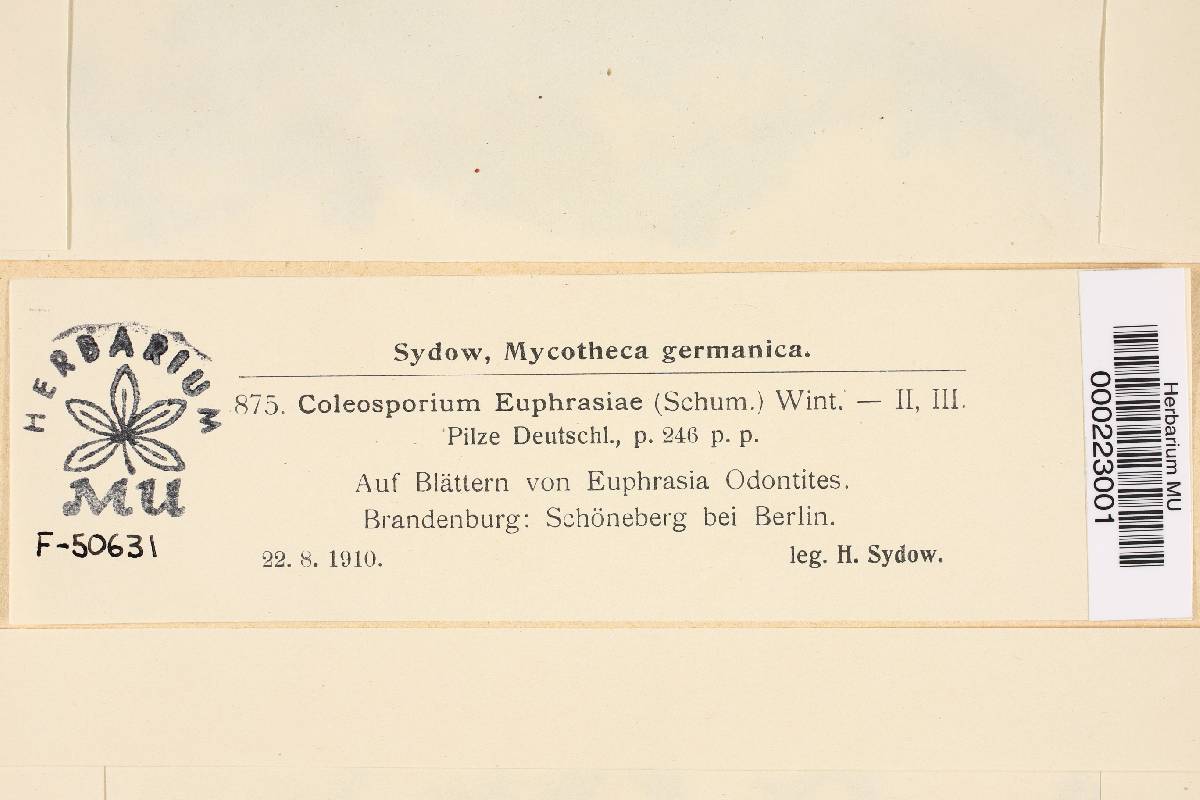 Sydow, Mycotheca germanica.
HERBARIUM
MU
F-50631
875. Coleosporium Euphrasiae (Schum.) Wint. — II, III.
Pilze Deutschl., p. 246 p. p.
Auf Blättern von Euphrasia Odontites.
Brandenburg: Schöneberg bei Berlin.
22. 8. 1910. leg. H. Sydow.
Herbarium MU
000223001